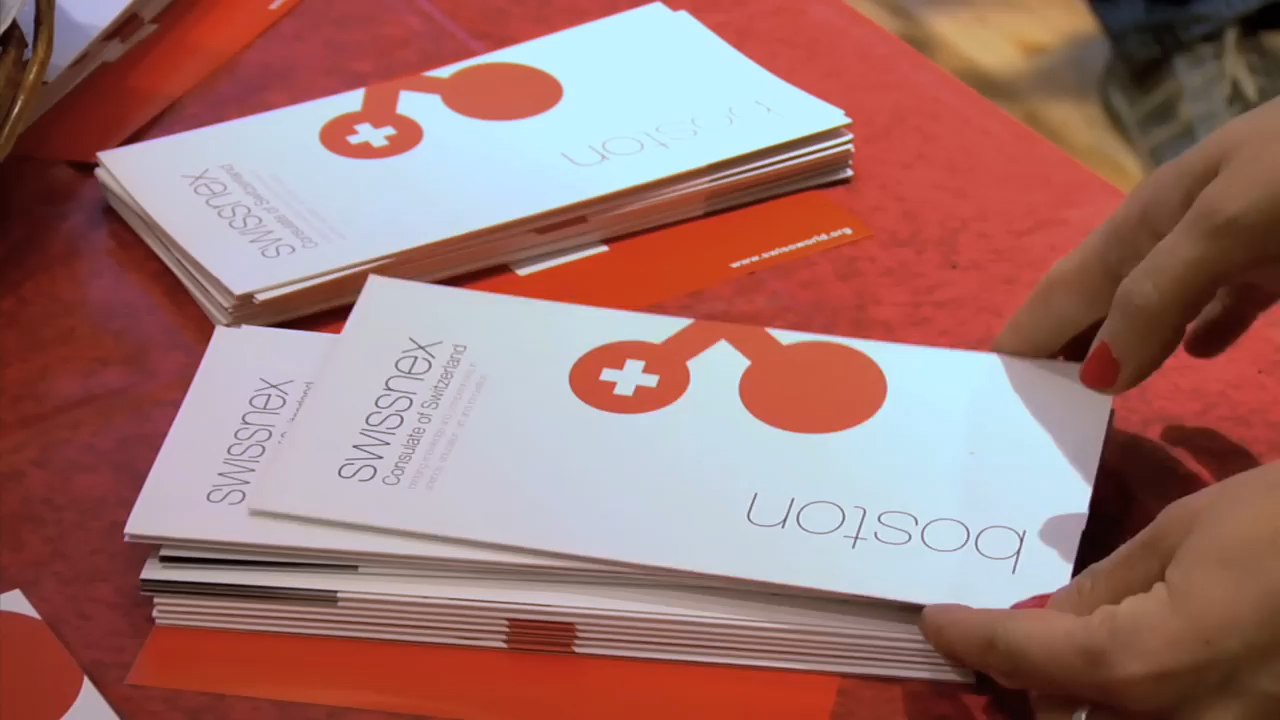 swissnex
Consulate of Switzerland
boston
www.swissworld.org
swissnex
Consulate of Switzerland
boston
swissnex